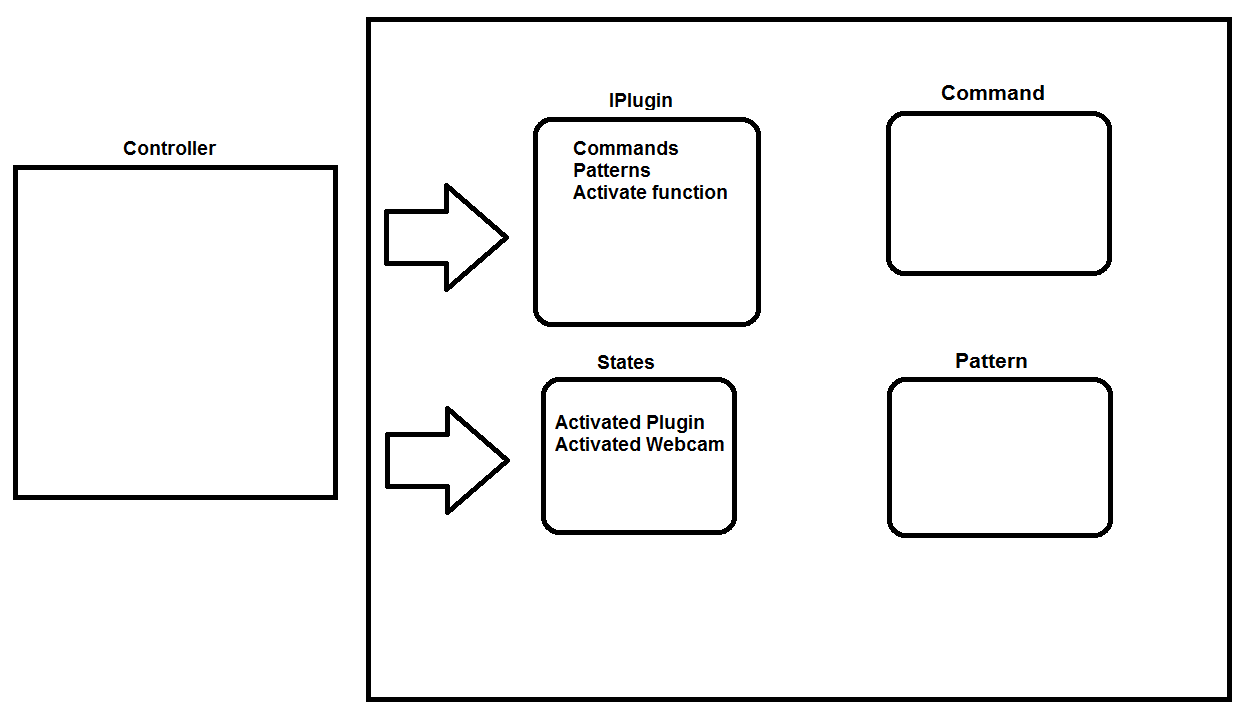 Controller
IPlugin
Commands
Patterns
Activate function
Command
States
Activated Plugin
Activated Webcam
Pattern